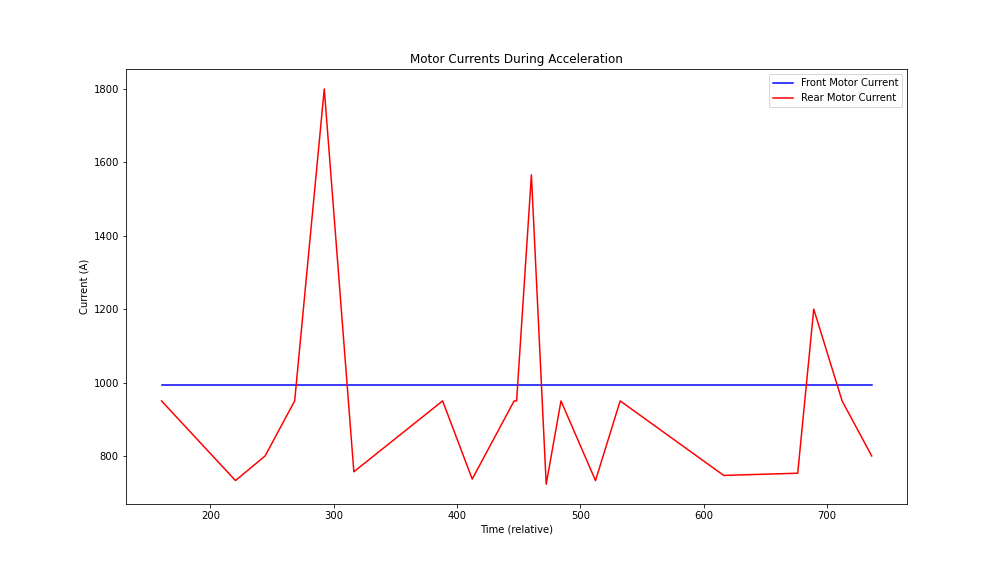 Motor Currents During Acceleration
Front Motor Current
Rear Motor Current
1800
1600
1400
1200
1000
800
Current (A)
200 300 400 500 600 700
Time (relative)